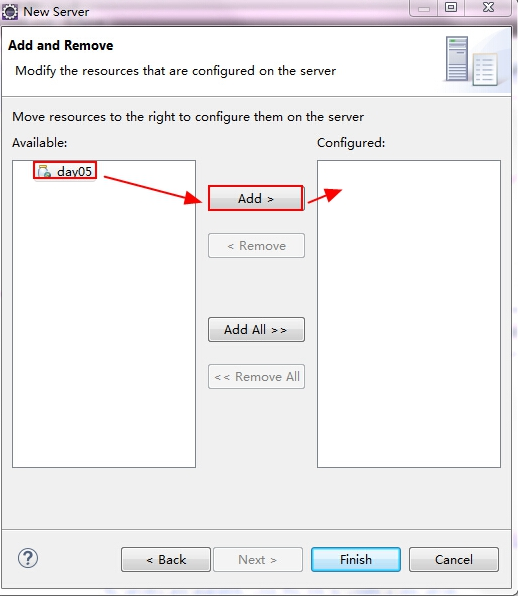 New Server
Add and Remove
Modify the resources that are configured on the server
Move resources to the right to configure them on the server
Available:
Configured:
day05
Add >
< Remove
Add All >>
<< Remove All
?
< Back
Next >
Finish
Cancel